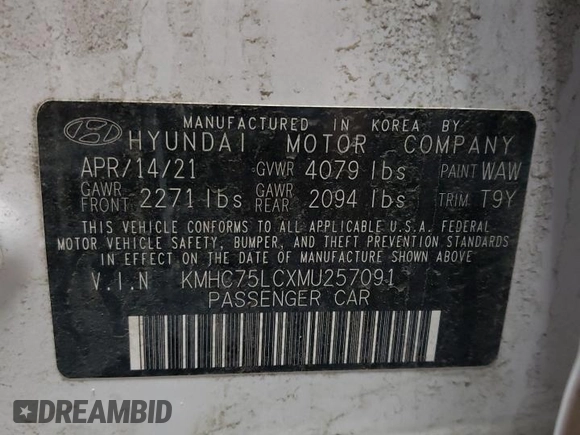 MANUFACTURED IN KOREA BY
HYUNDAI MOTOR COMPANY
APR/14/21 GVWR 4079 lbs PAINT WAW
GAWR FRONT 2271 lbs GAWR REAR 2094 lbs TRIM T9Y
THIS VEHICLE CONFORMS TO ALL APPLICABLE U.S.A. FEDERAL
MOTOR VEHICLE SAFETY, BUMPER, AND THEFT PREVENTION STANDARDS
IN EFFECT ON THE DATE OF MANUFACTURE SHOWN ABOVE
V.I.N KMHC75LCXMU257091
PASSENGER CAR
DREAMBID